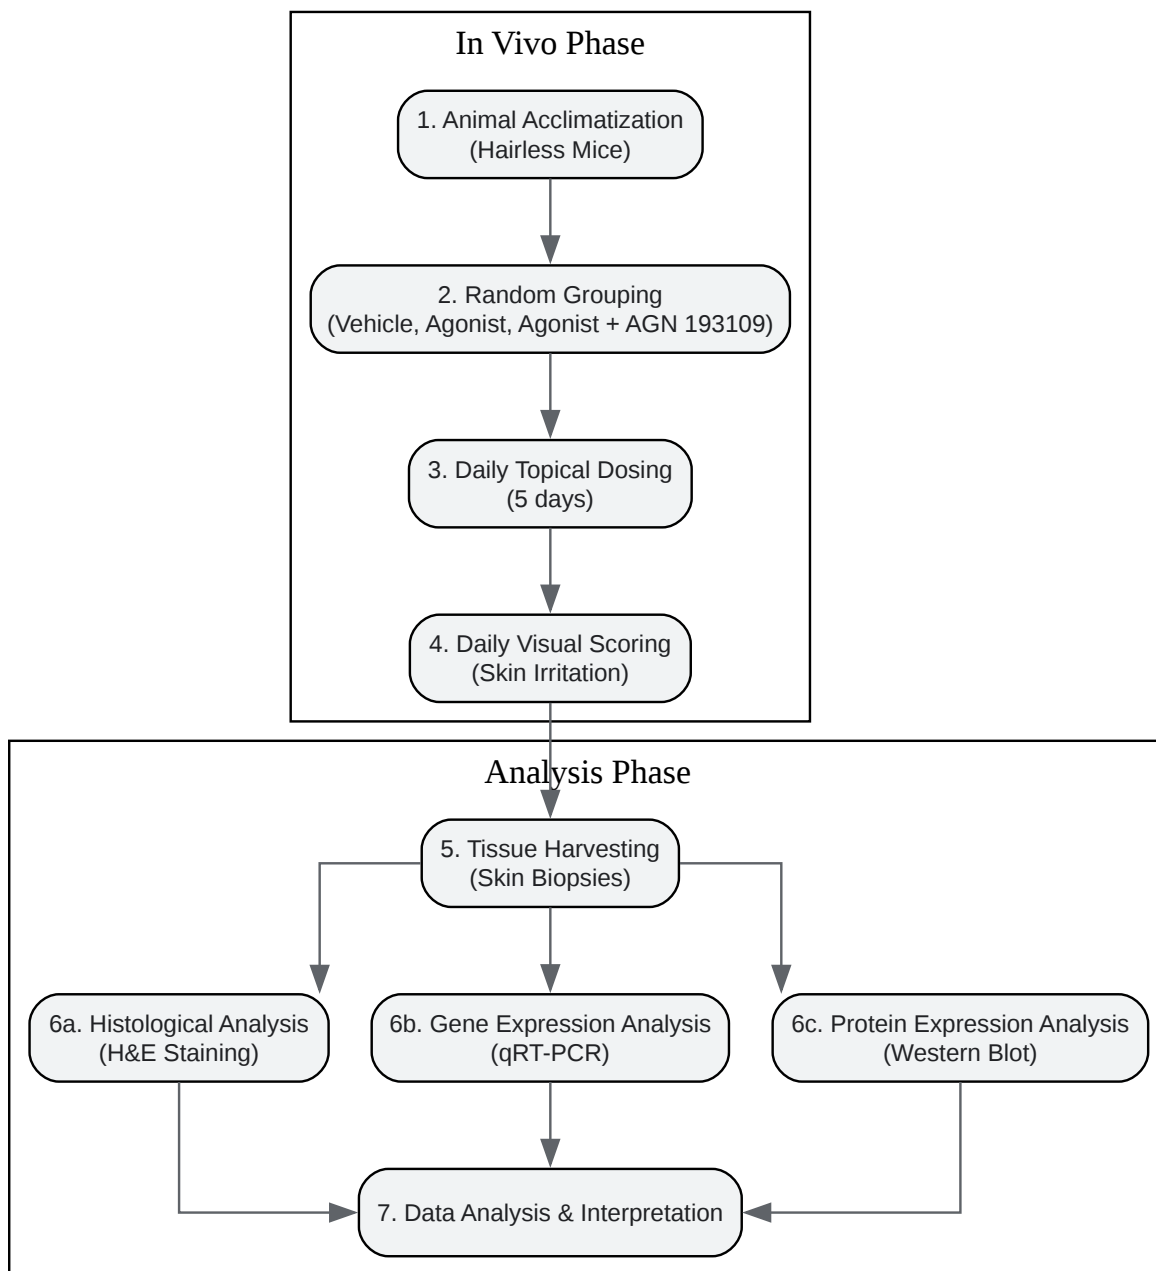 In Vivo Phase
1. Animal Acclimatization
(Hairless Mice)
2. Random Grouping
(Vehicle, Agonist, Agonist + AGN 193109)
3. Daily Topical Dosing
(5 days)
4. Daily Visual Scoring
(Skin Irritation)
Analysis Phase
5. Tissue Harvesting
(Skin Biopsies)
6a. Histological Analysis
(H&E Staining)
6b. Gene Expression Analysis
(qRT-PCR)
6c. Protein Expression Analysis
(Western Blot)
7. Data Analysis & Interpretation